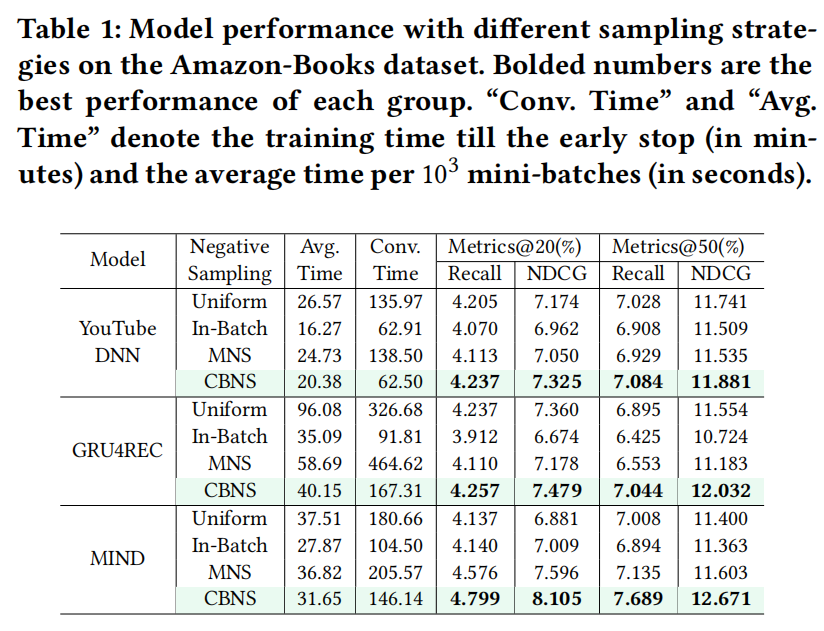 Table 1: Model performance with different sampling strate-
gies on the Amazon-Books dataset. Bolded numbers are the
best performance of each group. “Conv. Time” and “Avg.
Time” denote the training time till the early stop (in min-
utes) and the average time per 10³ mini-batches (in seconds).
Model Negative Sampling Avg. Time Conv. Time Metrics@20(%) Metrics@50(%)
Recall NDCG Recall NDCG
YouTube DNN
Uniform 26.57 135.97 4.205 7.174 7.028 11.741
In-Batch 16.27 62.91 4.070 6.962 6.908 11.509
MNS 24.73 138.50 4.113 7.050 6.929 11.535
CBNS 20.38 62.50 4.237 7.325 7.084 11.881
GRU4REC
Uniform 96.08 326.68 4.237 7.360 6.895 11.554
In-Batch 35.09 91.81 3.912 6.674 6.425 10.724
MNS 58.69 464.62 4.110 7.178 6.553 11.183
CBNS 40.15 167.31 4.257 7.479 7.044 12.032
MIND
Uniform 37.51 180.66 4.137 6.881 7.008 11.400
In-Batch 27.87 104.50 4.140 7.009 6.894 11.363
MNS 36.82 205.57 4.576 7.596 7.135 11.603
CBNS 31.65 146.14 4.799 8.105 7.689 12.671